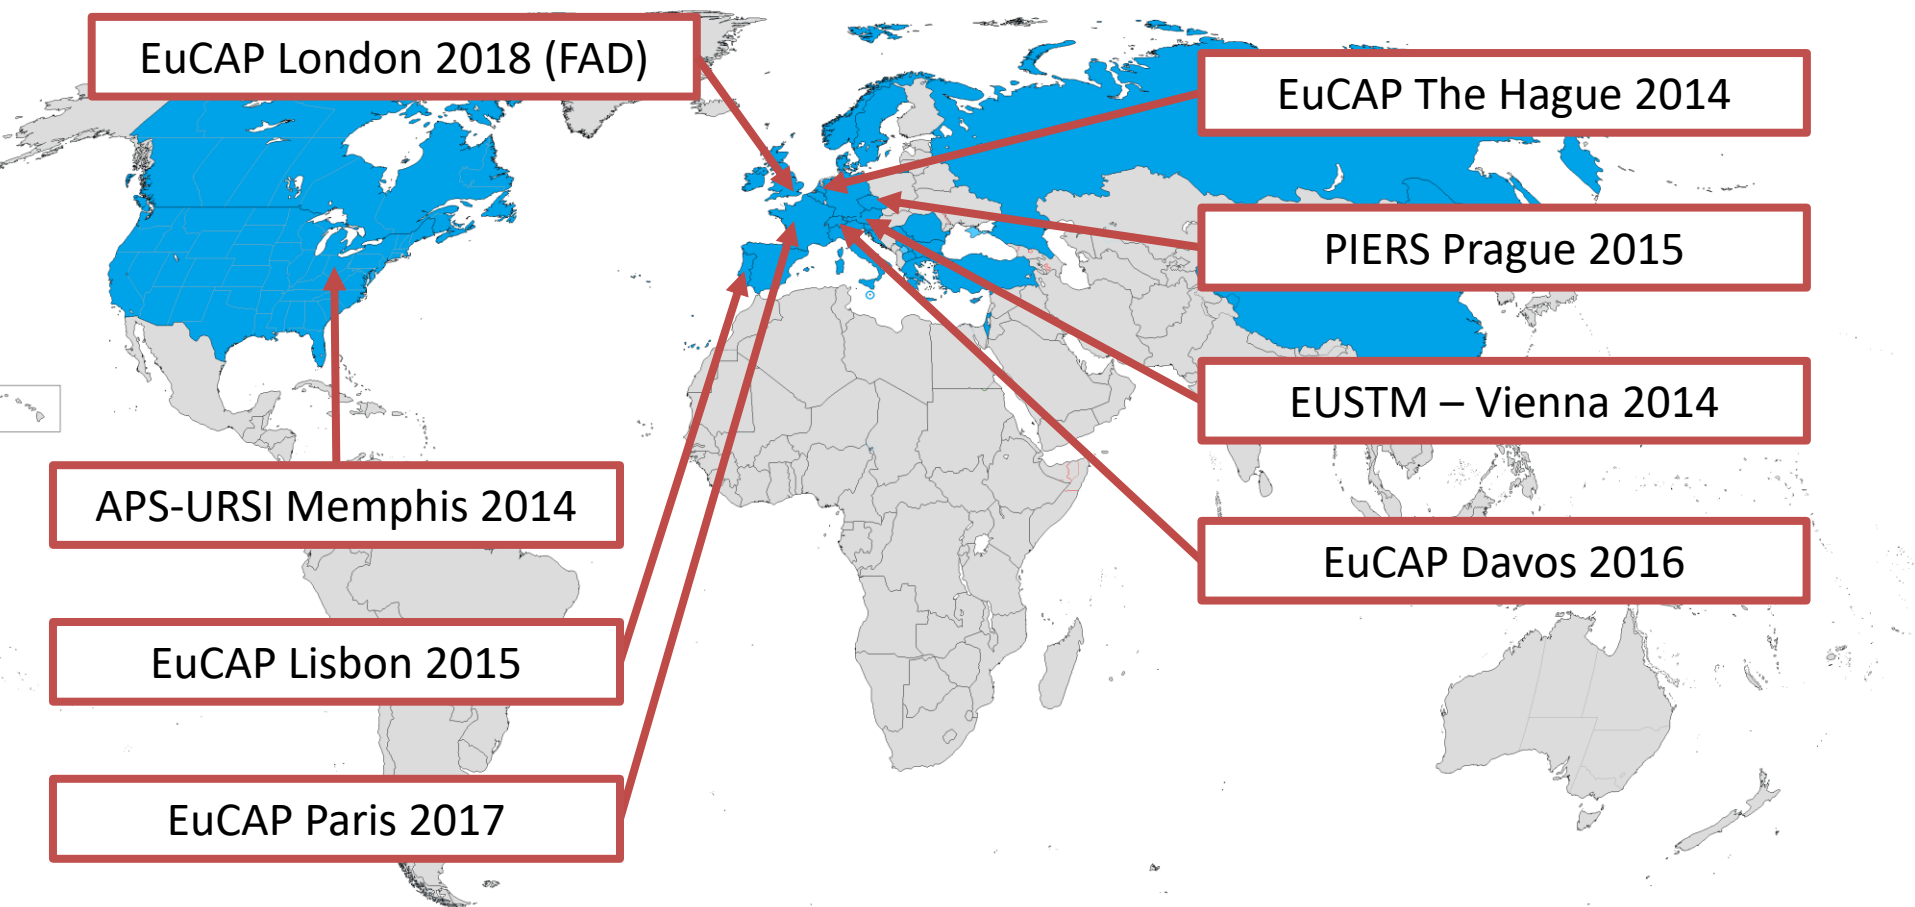 EuCAP London 2018 (FAD)
EuCAP The Hague 2014
PIERS Prague 2015
EUSTM – Vienna 2014
APS-URSI Memphis 2014
EuCAP Davos 2016
EuCAP Lisbon 2015
EuCAP Paris 2017